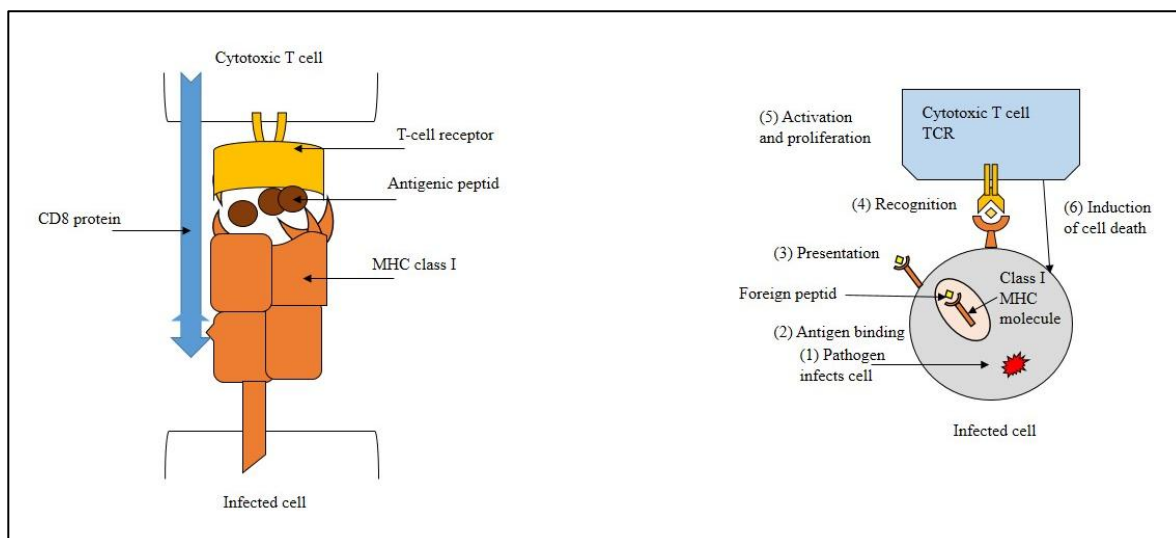 Cytotoxic T cell
T-cell receptor
Antigenic peptid
CD8 protein
MHC class I
Infected cell
Cytotoxic T cell
TCR
(5) Activation
and proliferation
(4) Recognition
(6) Induction
of cell death
(3) Presentation
Class I
MHC
molecule
Foreign peptid
(2) Antigen binding
(1) Pathogen
infects cell
Infected cell